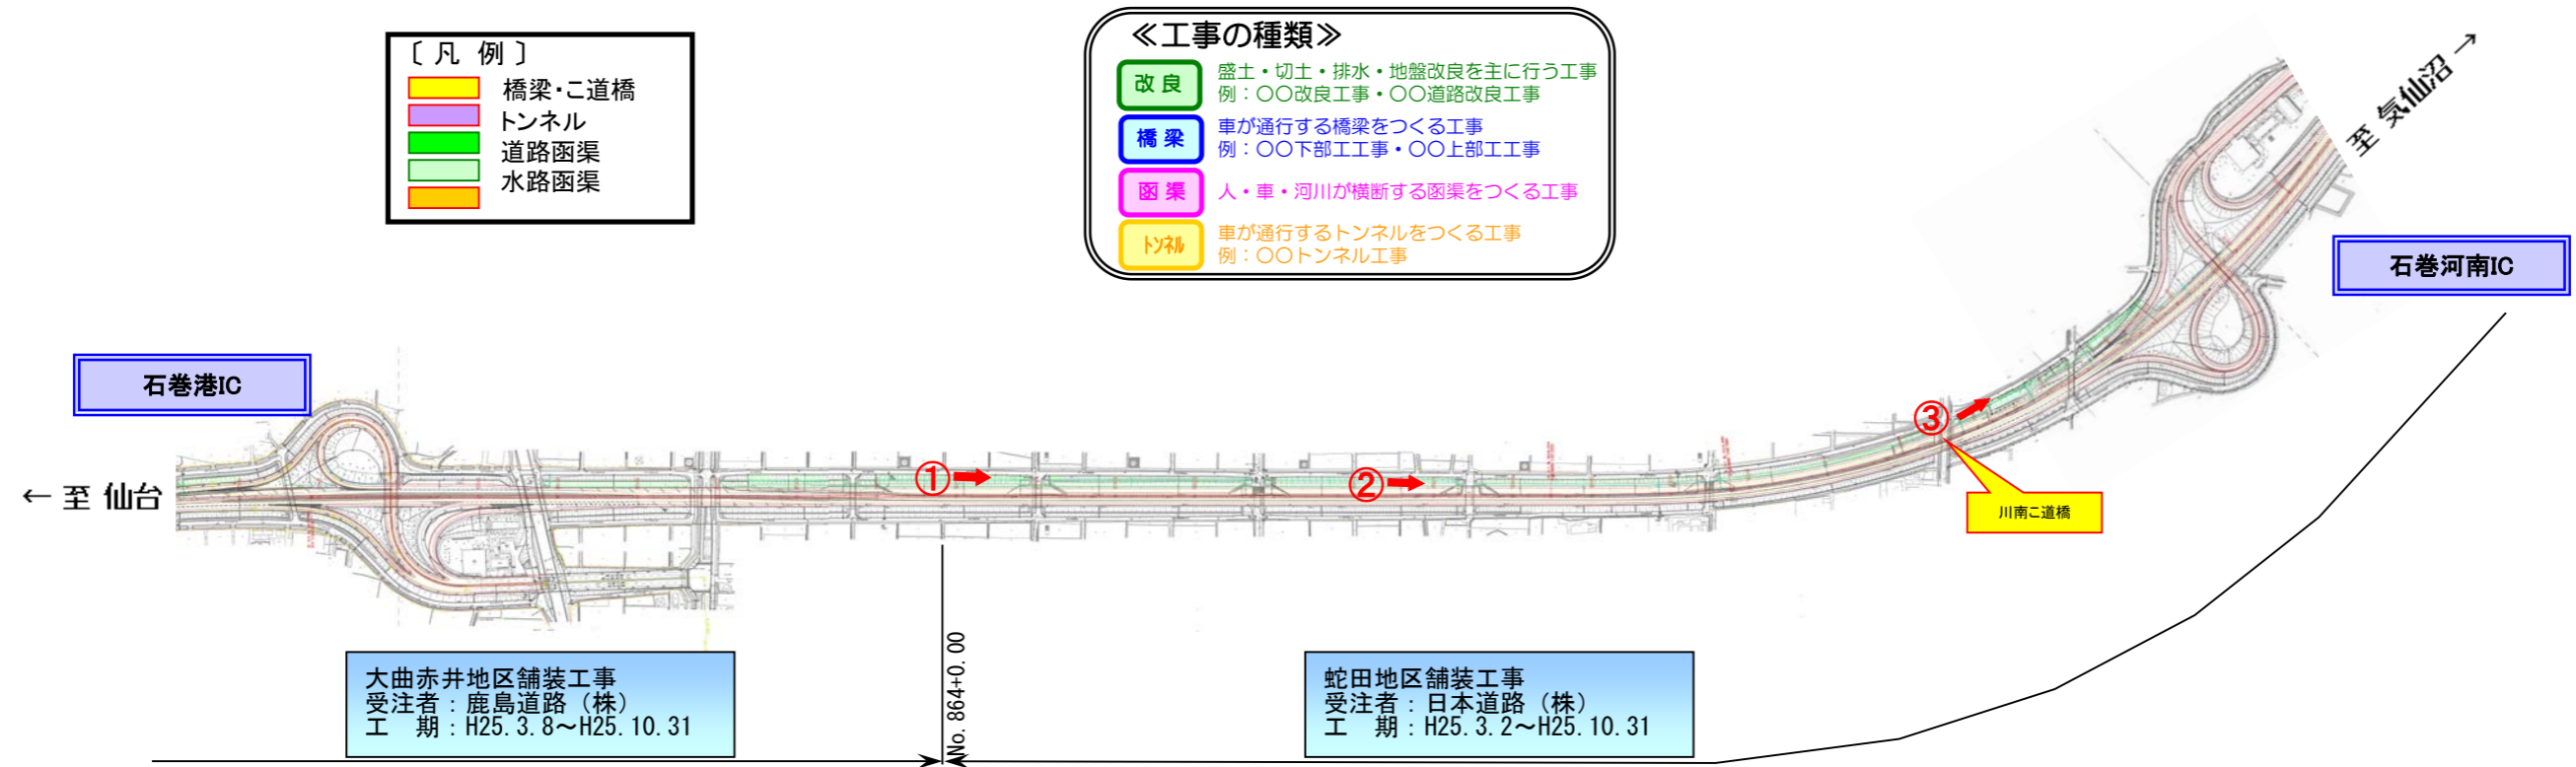 〔 凡 例 〕
橋梁・こ道橋
トンネル
道路函渠
水路函渠
≪工事の種類≫
改 良
盛土・切土・排水・地盤改良を主に行う工事
例：〇〇改良工事・〇〇道路改良工事
橋 梁
車が通行する橋梁をつくる工事
例：〇〇下部工工事・〇〇上部工工事
函 渠
人・車・河川が横断する函渠をつくる工事
トンネル
車が通行するトンネルをつくる工事
例：〇〇トンネル工事
至 気仙沼 →
石巻河南IC
石巻港IC
← 至 仙台
①
②
③
川南こ道橋
No. 864+0.00
大曲赤井地区舗装工事
受注者：鹿島道路（株）
工　期：H25.3.8～H25.10.31
蛇田地区舗装工事
受注者：日本道路（株）
工　期：H25.3.2～H25.10.31